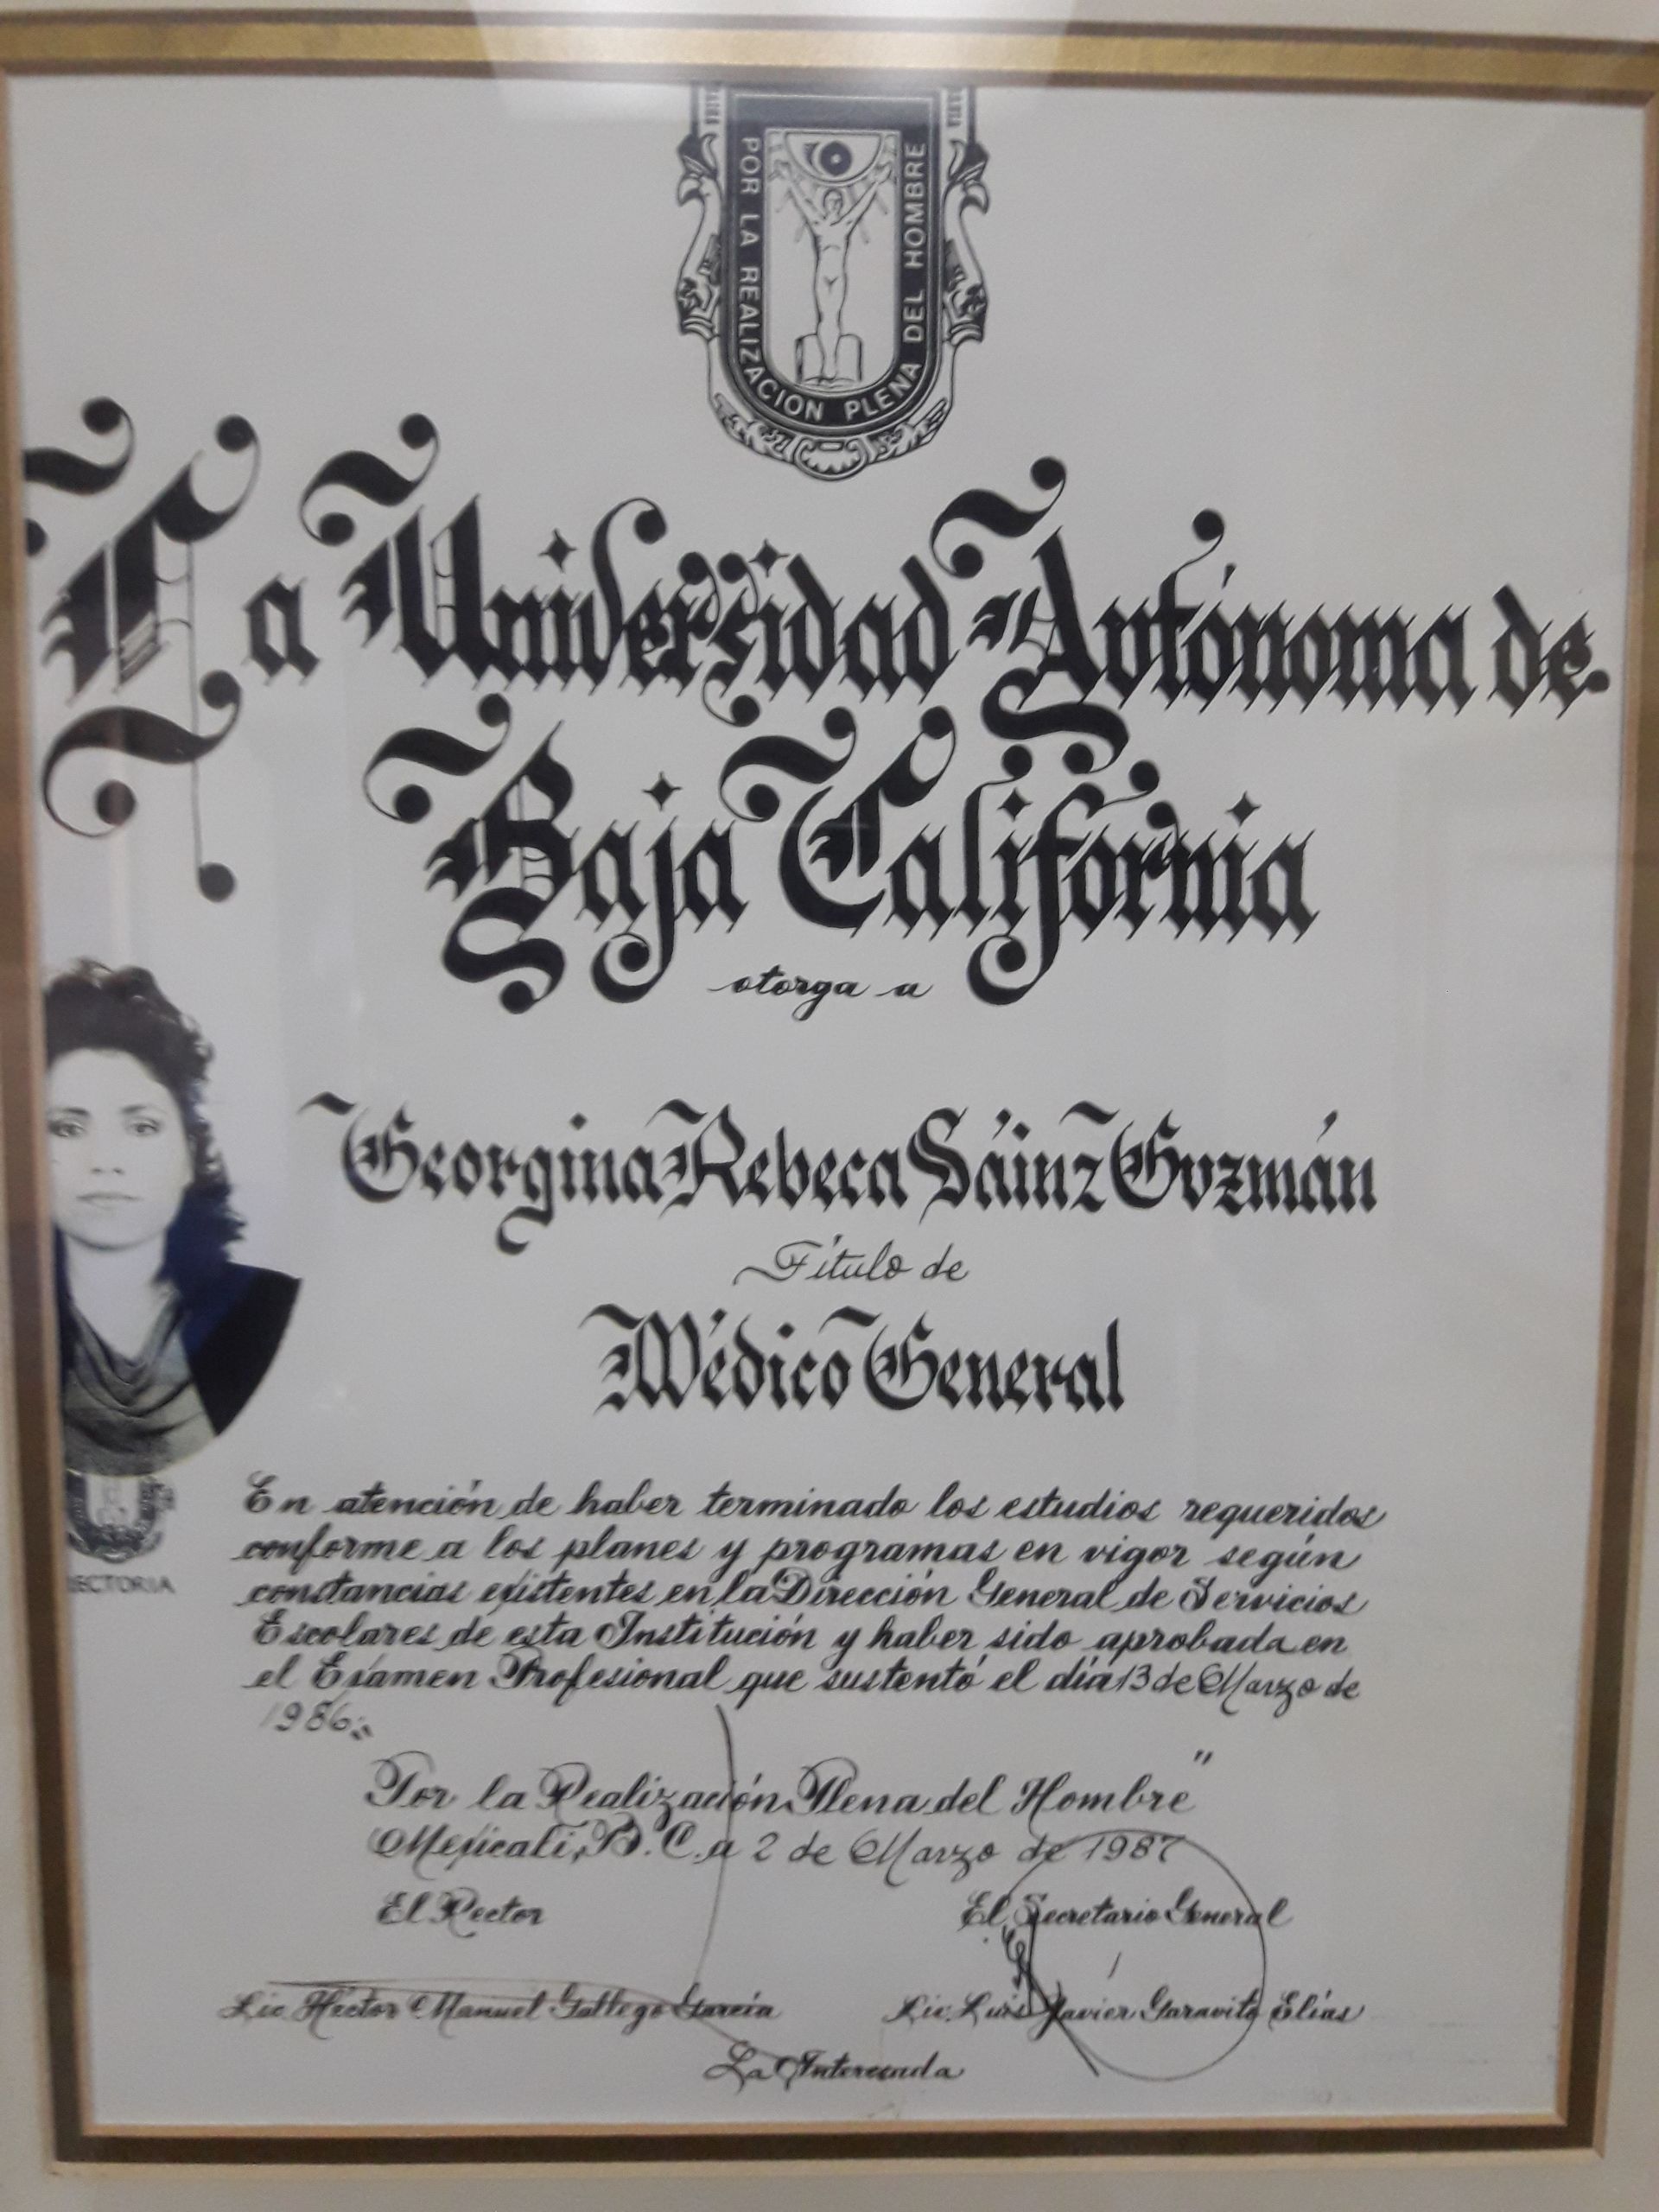 POR LA REALIZACION PLENA DEL HOMBRE
La Universidad Autónoma de
Baja California
otorga a
Georgina Rebeca Sáinz Guzmán
Título de
Médico General
En atención de haber terminado los estudios requeridos
conforme a los planes y programas en vigor según
constancias existentes en la Dirección General de Servicios
Escolares de esta Institución y haber sido aprobada en
el Exámen Profesional que sustentó el día 13 de Marzo de
1986.
ECTORIA
Por la Realización Plena del Hombre"
Mexicali, B. C. a 2 de Marzo de 1987
El Rector
El Secretario General
Lic. Héctor Manuel Gallego García
Lic. Luis Javier Garavito Elías
La Interesada